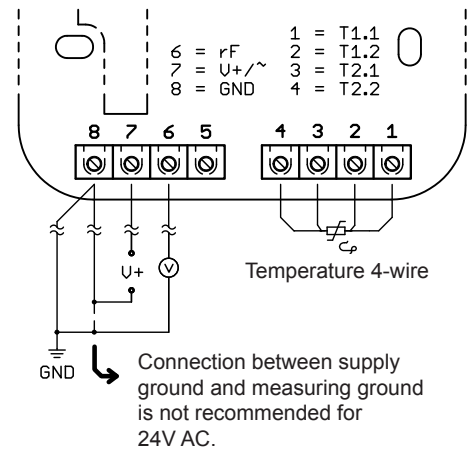 6 = rF
7 = V+/~
8 = GND
1 = T1.1
2 = T1.2
3 = T2.1
4 = T2.2
8 7 6 5 4 3 2 1
V+
V
Temperature 4-wire
GND
Connection between supply
ground and measuring ground
is not recommended for
24V AC.